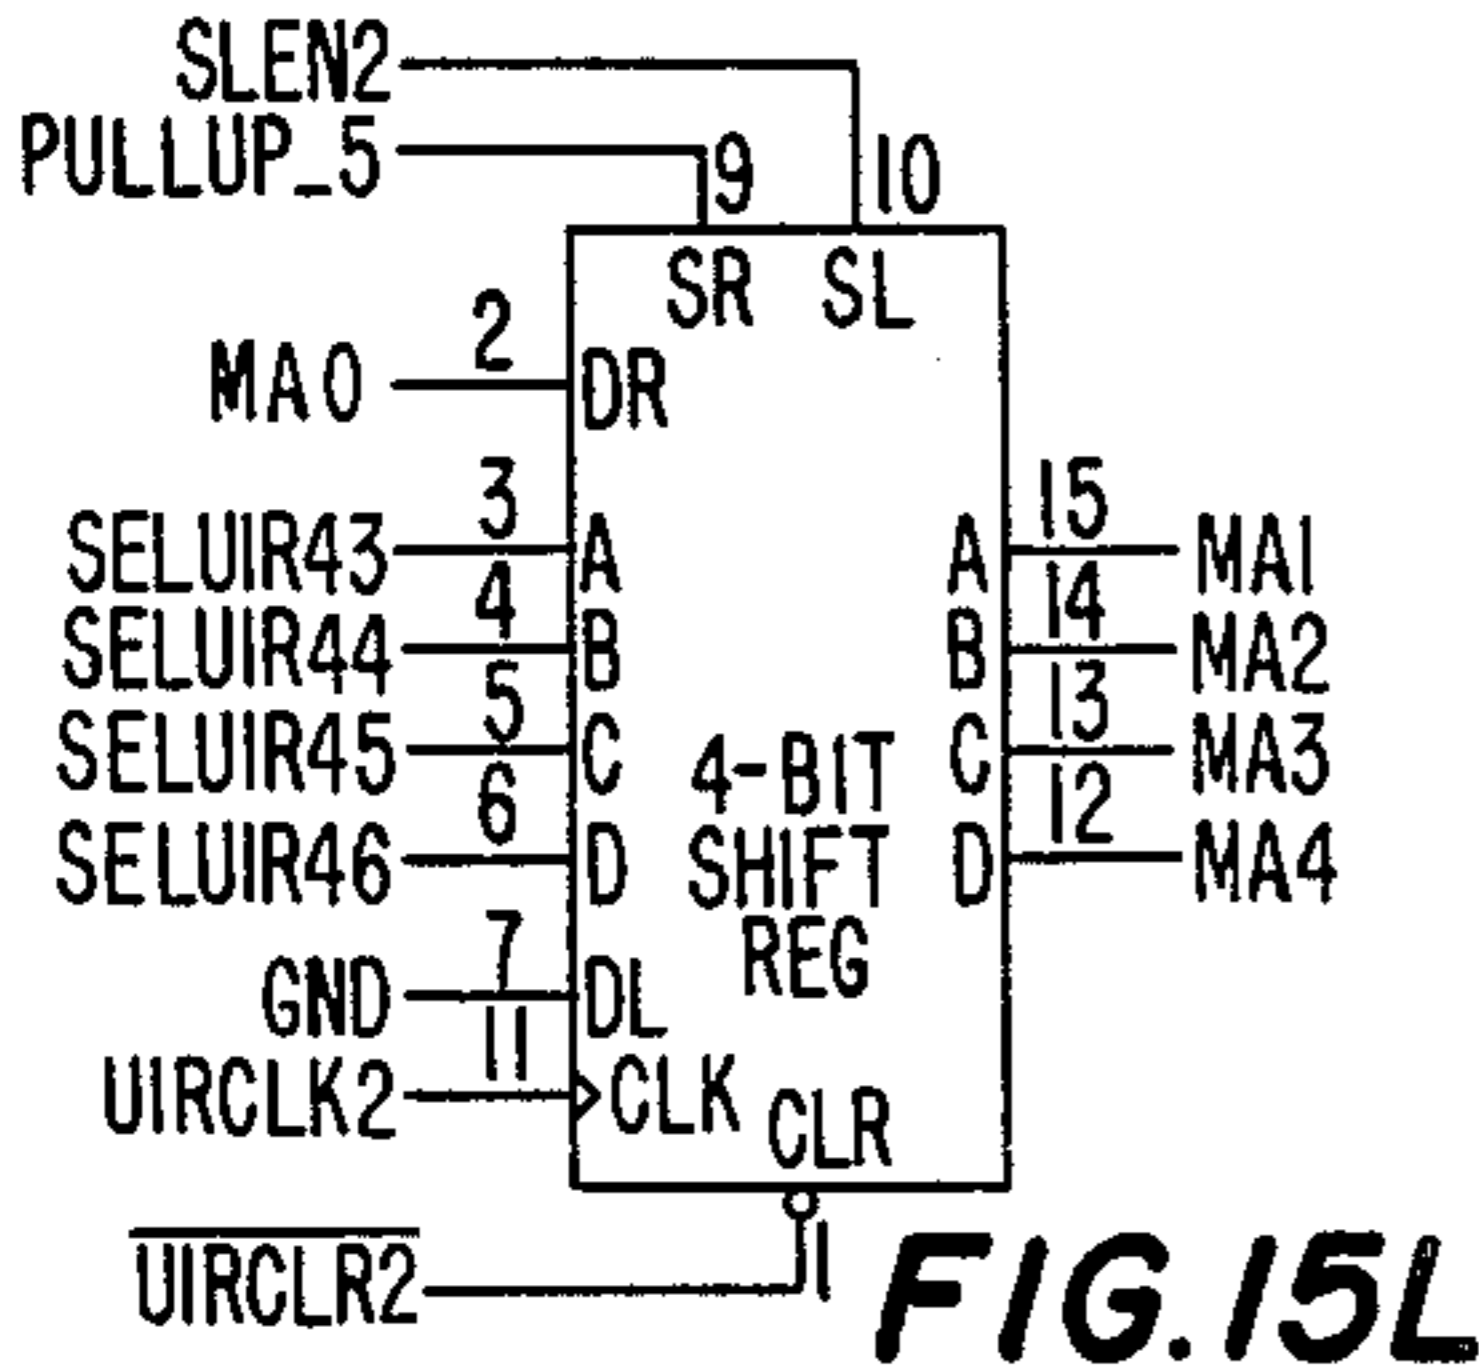 SLEN2
PULLUP_5
9
10
SR SL
2
MA0
DR
3
15
SELUIR43
A
A
MA1
4
14
SELUIR44
B
B
MA2
5
13
SELUIR45
C
C
MA3
4-BIT
6
12
SELUIR46
D
SHIFT
D
MA4
REG
7
GND
DL
11
UIRCLK2
CLK
CLR
UIRCLR2
1
FIG. 15L